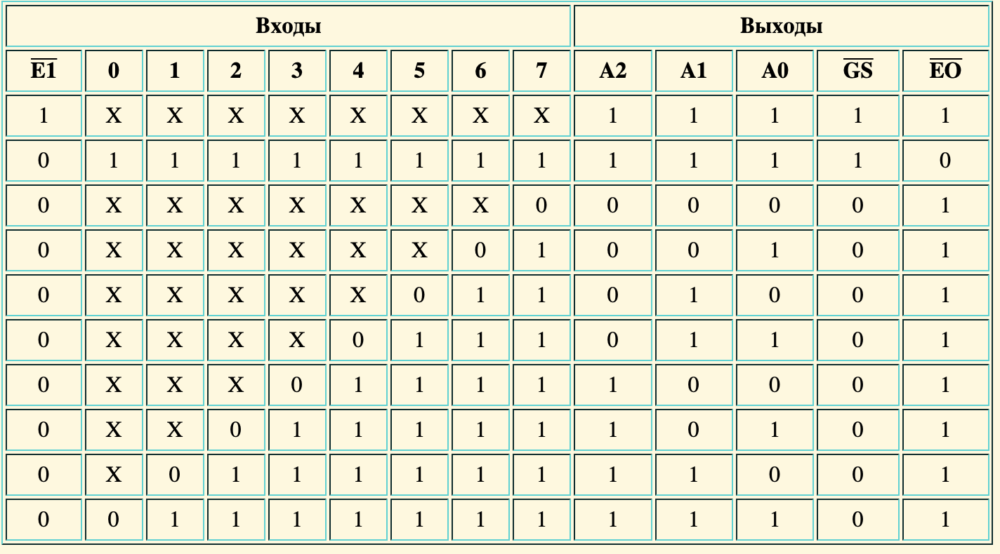 Входы Выходы
E1 0 1 2 3 4 5 6 7 A2 A1 A0 GS EO
1 X X X X X X X X 1 1 1 1 1
0 1 1 1 1 1 1 1 1 1 1 1 1 0
0 X X X X X X X 0 0 0 0 0 1
0 X X X X X X 0 1 0 0 1 0 1
0 X X X X X 0 1 1 0 1 0 0 1
0 X X X X 0 1 1 1 0 1 1 0 1
0 X X X 0 1 1 1 1 1 0 0 0 1
0 X X 0 1 1 1 1 1 1 0 1 0 1
0 X 0 1 1 1 1 1 1 1 1 0 0 1
0 0 1 1 1 1 1 1 1 1 1 1 0 1